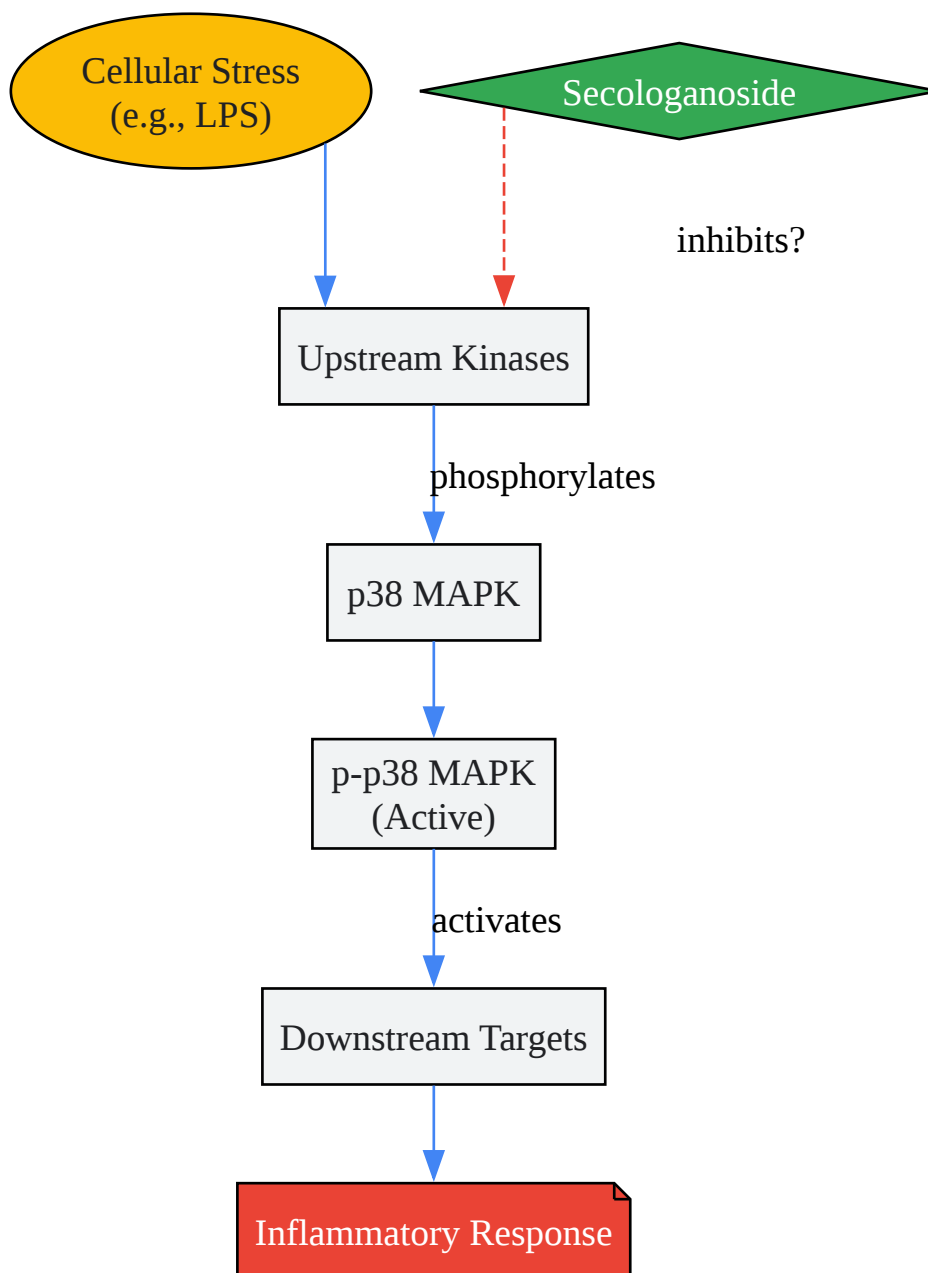 Cellular Stress
(e.g., LPS)
Secologanoside
inhibits?
Upstream Kinases
phosphorylates
p38 MAPK
p-p38 MAPK
(Active)
activates
Downstream Targets
Inflammatory Response